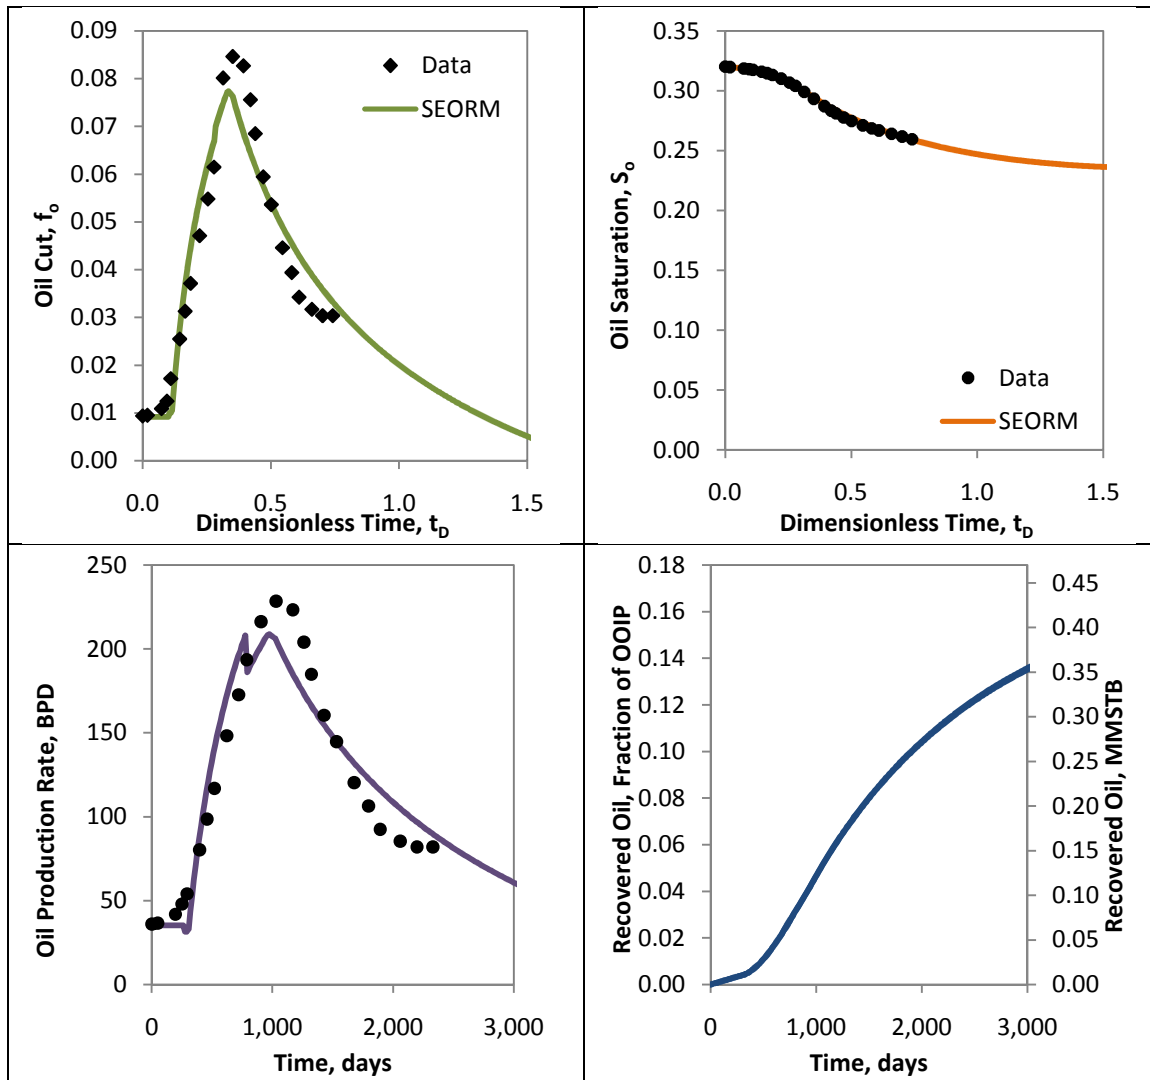 0.09
0.08
0.07
0.06
0.05
0.04
0.03
0.02
0.01
0.00
Oil Cut, fₒ
Data
SEORM
0.0 0.5 1.0 1.5
Dimensionless Time, t_D
0.35
0.30
0.25
0.20
0.15
0.10
0.05
0.00
Oil Saturation, Sₒ
Data
SEORM
0.0 0.5 1.0 1.5
Dimensionless Time, t_D
250
200
150
100
50
0
Oil Production Rate, BPD
0 1,000 2,000 3,000
Time, days
0.18
0.16
0.14
0.12
0.10
0.08
0.06
0.04
0.02
0.00
Recovered Oil, Fraction of OOIP
0.45
0.40
0.35
0.30
0.25
0.20
0.15
0.10
0.05
0.00
Recovered Oil, MMSTB
0 1,000 2,000 3,000
Time, days